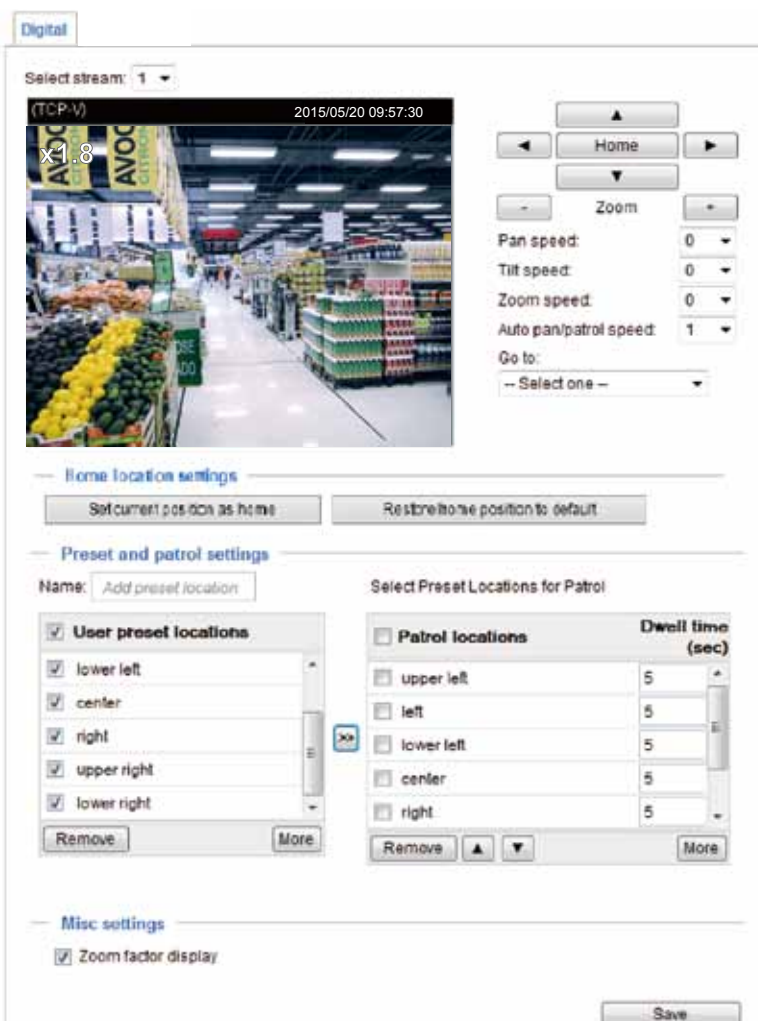 Digital
Select stream: 1
(TCP-V) 2015/05/20 09:57:30
x1.8
AVOC
CITRON
AVOC
CITRON
Home
- Zoom +
Pan speed: 0
Tilt speed: 0
Zoom speed: 0
Auto pan/patrol speed: 1
Go to:
-- Select one --
Home location settings
Set current position as home Restore home position to default
Preset and patrol settings
Name: Add preset location Select Preset Locations for Patrol
User preset locations
lower left
center
right
upper right
lower right
Remove More
>>
Patrol locations Dwell time (sec)
upper left 5
left 5
lower left 5
center 5
right 5
Remove More
Misc settings
Zoom factor display
Save